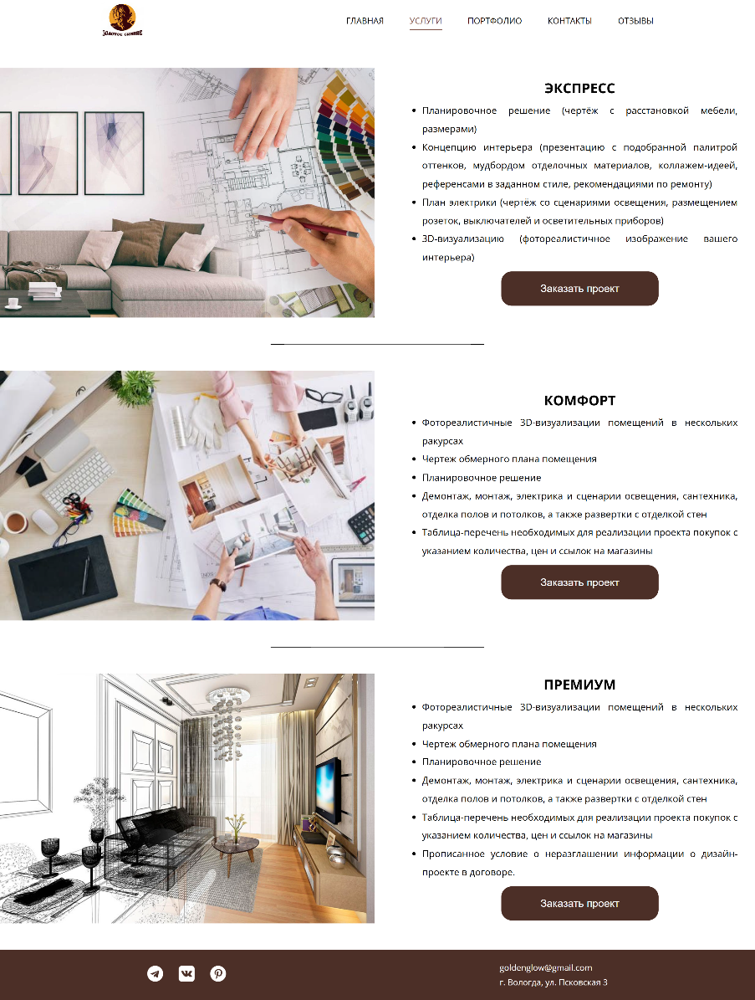 ЗОЛОТОЕ СИЯНИЕ
ГЛАВНАЯ УСЛУГИ ПОРТФОЛИО КОНТАКТЫ ОТЗЫВЫ
ЭКСПРЕСС
• Планировочное решение (чертёж с расстановкой мебели,
размерами)
• Концепцию интерьера (презентацию с подобранной палитрой
оттенков, мудбордом отделочных материалов, коллажем-идеей,
референсами в заданном стиле, рекомендациями по ремонту)
• План электрики (чертёж со сценариями освещения, размещением
розеток, выключателей и осветительных приборов)
• 3D-визуализацию (фотореалистичное изображение вашего
интерьера)
Заказать проект
КОМФОРТ
• Фотореалистичные 3D-визуализации помещений в нескольких
ракурсах
• Чертеж обмерного плана помещения
• Планировочное решение
• Демонтаж, монтаж, электрика и сценарии освещения, сантехника,
отделка полов и потолков, а также развертки с отделкой стен
• Таблица-перечень необходимых для реализации проекта покупок с
указанием количества, цен и ссылок на магазины
Заказать проект
ПРЕМИУМ
• Фотореалистичные 3D-визуализации помещений в нескольких
ракурсах
• Чертеж обмерного плана помещения
• Планировочное решение
• Демонтаж, монтаж, электрика и сценарии освещения, сантехника,
отделка полов и потолков, а также развертки с отделкой стен
• Таблица-перечень необходимых для реализации проекта покупок с
указанием количества, цен и ссылок на магазины
• Прописанное условие о неразглашении информации о дизайн-
проекте в договоре.
Заказать проект
goldenglow@gmail.com
г. Вологда, ул. Псковская 3